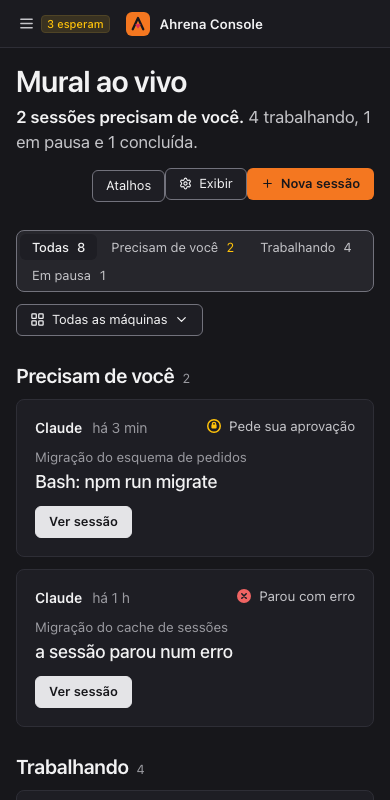 3 esperam
Ahrena Console
Mural ao vivo
2 sessões precisam de você. 4 trabalhando, 1
em pausa e 1 concluída.
Atalhos
Exibir
Nova sessão
Todas 8
Precisam de você 2
Trabalhando 4
Em pausa 1
Todas as máquinas
Precisam de você 2
Claude há 3 min
Pede sua aprovação
Migração do esquema de pedidos
Bash: npm run migrate
Ver sessão
Claude há 1 h
Parou com erro
Migração do cache de sessões
a sessão parou num erro
Ver sessão
Trabalhando 4